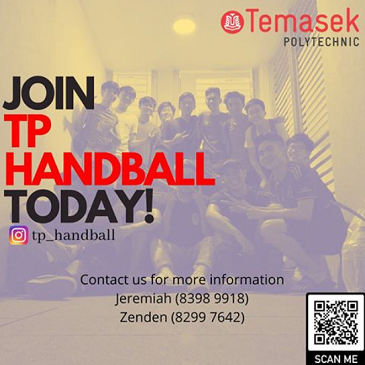 Temasek
POLYTECHNIC
JOIN
TP
HANDBALL
TODAY!
tp_handball
Contact us for more information
Jeremiah (8398 9918)
Zenden (8299 7642)
SCAN ME